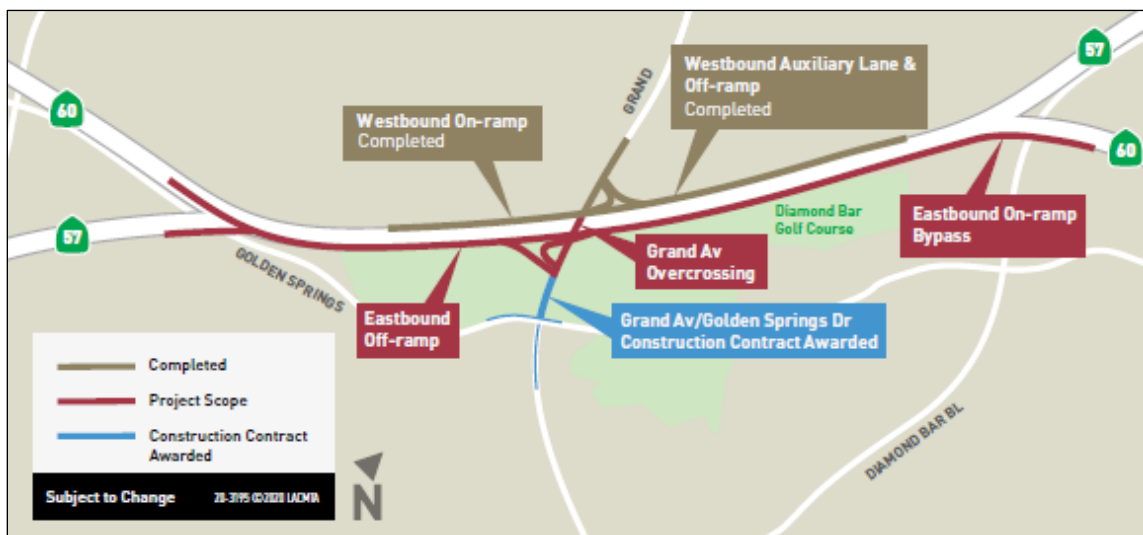 57
Westbound Auxiliary Lane &
Off-ramp
Completed
GRAND
60
Westbound On-ramp
Completed
60
Diamond Bar
Golf Course
Eastbound On-ramp
Bypass
57
GOLDEN SPRINGS
Grand Av
Overcrossing
Eastbound
Off-ramp
Grand Av/Golden Springs Dr
Construction Contract Awarded
DIAMOND BAR BL
Completed
Project Scope
Construction Contract
Awarded
Subject to Change 20-3195 ©2020 LACMTA
N